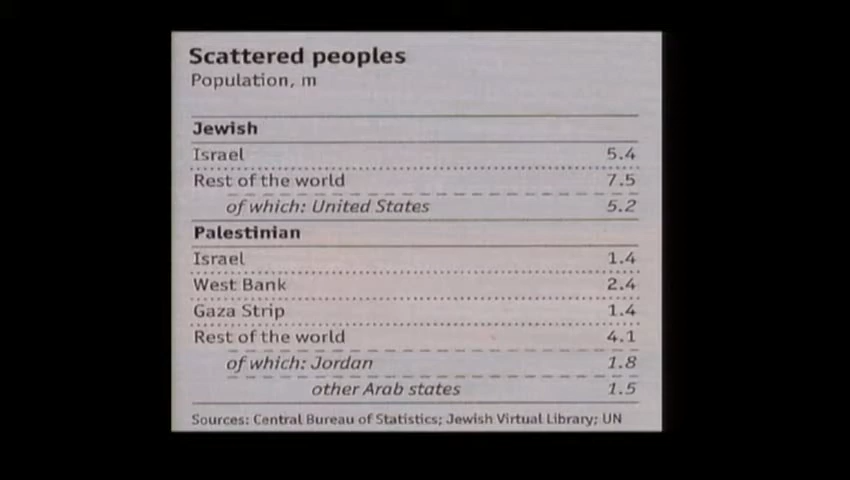 Scattered peoples
Population, m
Jewish
Israel 5.4
Rest of the world 7.5
of which: United States 5.2
Palestinian
Israel 1.4
West Bank 2.4
Gaza Strip 1.4
Rest of the world 4.1
of which: Jordan 1.8
other Arab states 1.5
Sources: Central Bureau of Statistics; Jewish Virtual Library; UN